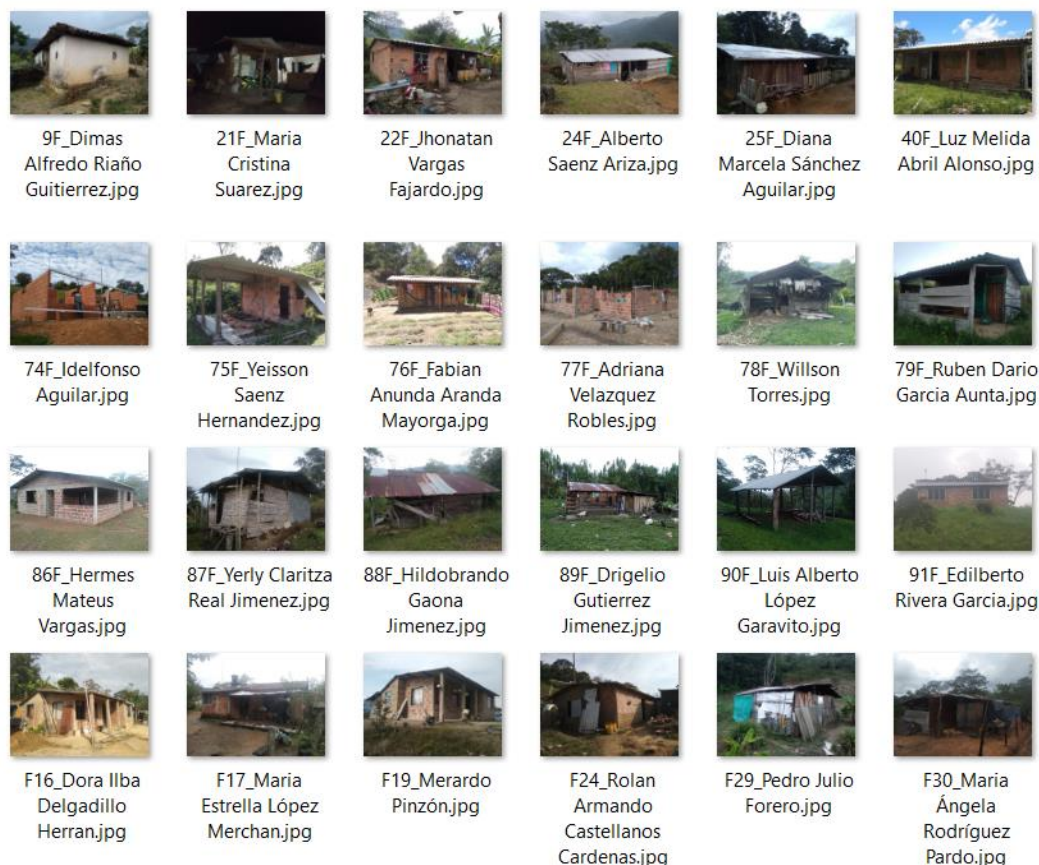 9F_Dimas
Alfredo Riaño
Guitierrez.jpg
21F_Maria
Cristina
Suarez.jpg
22F_Jhonatan
Vargas
Fajardo.jpg
24F_Alberto
Saenz Ariza.jpg
25F_Diana
Marcela Sánchez
Aguilar.jpg
40F_Luz Melida
Abril Alonso.jpg
74F_Idelfonso
Aguilar.jpg
75F_Yeisson
Saenz
Hernandez.jpg
76F_Fabian
Anunda Aranda
Mayorga.jpg
77F_Adriana
Velazquez
Robles.jpg
78F_Willson
Torres.jpg
79F_Ruben Dario
Garcia Aunta.jpg
86F_Hermes
Mateus
Vargas.jpg
87F_Yerly Claritza
Real Jimenez.jpg
88F_Hildobrando
Gaona
Jimenez.jpg
89F_Drigelio
Gutierrez
Jimenez.jpg
90F_Luis Alberto
López
Garavito.jpg
91F_Edilberto
Rivera Garcia.jpg
F16_Dora Ilba
Delgadillo
Herran.jpg
F17_Maria
Estrella López
Merchan.jpg
F19_Merardo
Pinzón.jpg
F24_Rolan
Armando
Castellanos
Cardenas.jpg
F29_Pedro Julio
Forero.jpg
F30_Maria
Ángela
Rodríguez
Pardo.jpg